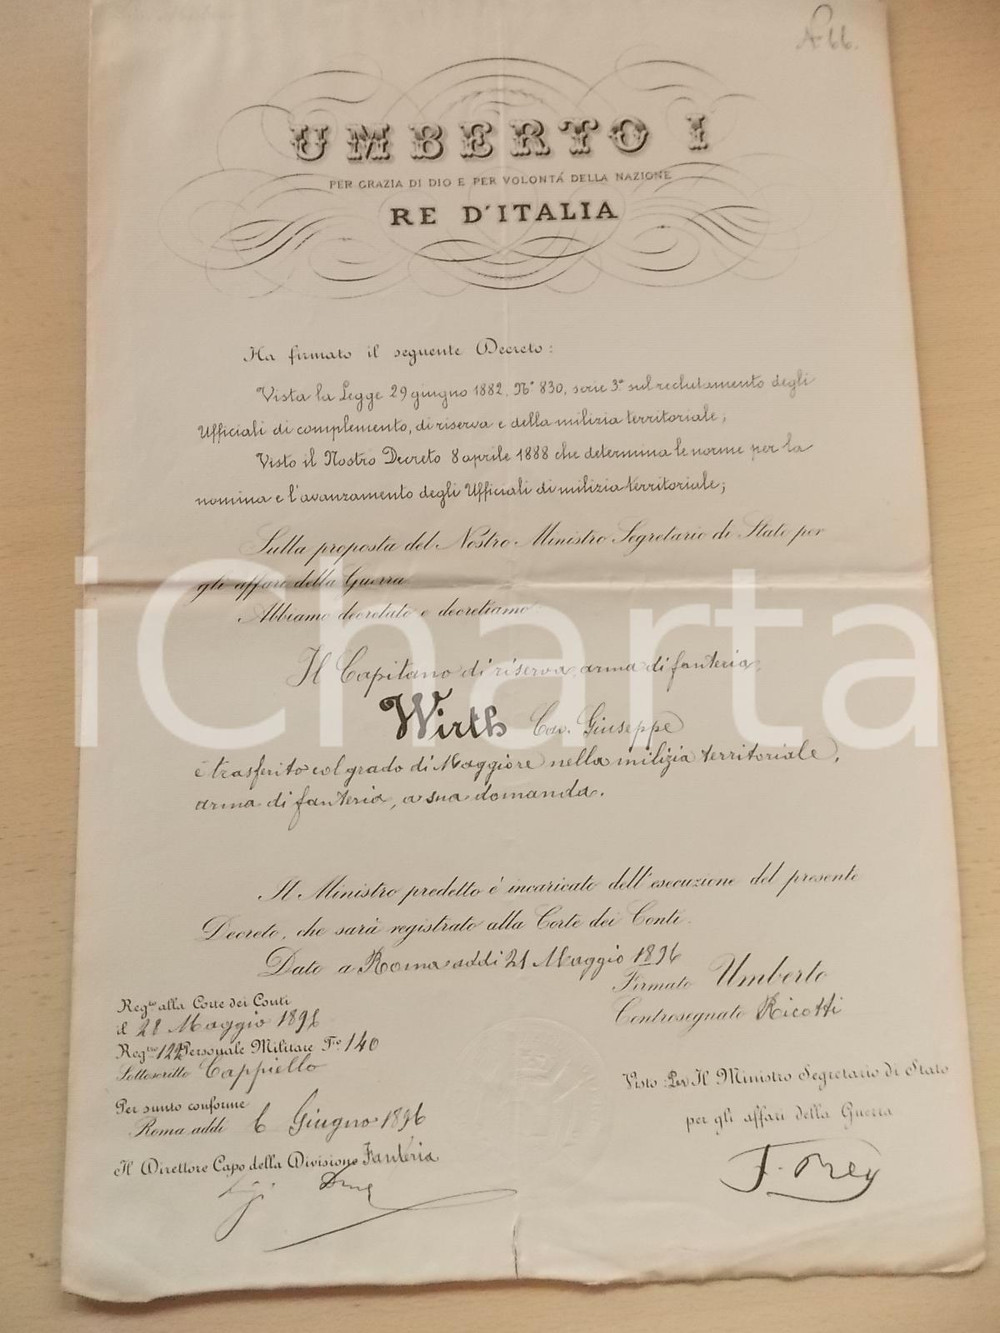 UMBERTO I
PER GRAZIA DI DIO E PER VOLONTÁ DELLA NAZIONE
RE D'ITALIA
Ha firmato il seguente Decreto:
Vista la Legge 29 giugno 1882, N° 830, serie 3ª sul reclutamento degli
Ufficiali di complemento, di riserva e della milizia territoriale;
Visto il Nostro Decreto 8 aprile 1888 che determina le norme per la
nomina e l'avanzamento degli Ufficiali di milizia territoriale;
Sulla proposta del Nostro Ministro Segretario di Stato per
gli affari della Guerra
Abbiamo decretato e decretiamo:
Il Capitano di riserva, arma di fanteria,
Wirth Cav. Giuseppe
è trasferito col grado di Maggiore nella milizia territoriale,
arma di fanteria, a sua domanda.
Il Ministro predetto è incaricato dell'esecuzione del presente
Decreto, che sarà registrato alla Corte dei Conti.
Dato a Roma addì 21 Maggio 1896
Firmato Umberto
Controsegnato Ricotti
Reg.to alla Corte dei Conti
il 28 Maggio 1896
Reg.tro 122 Personale Militare F.o 140
Sottoscritto Cappiello
Per sunto conforme
Roma addì 6 Giugno 1896
Il Direttore Capo della Divisione Fanteria
Visto: Per Il Ministro Segretario di Stato
per gli affari della Guerra
iCharta